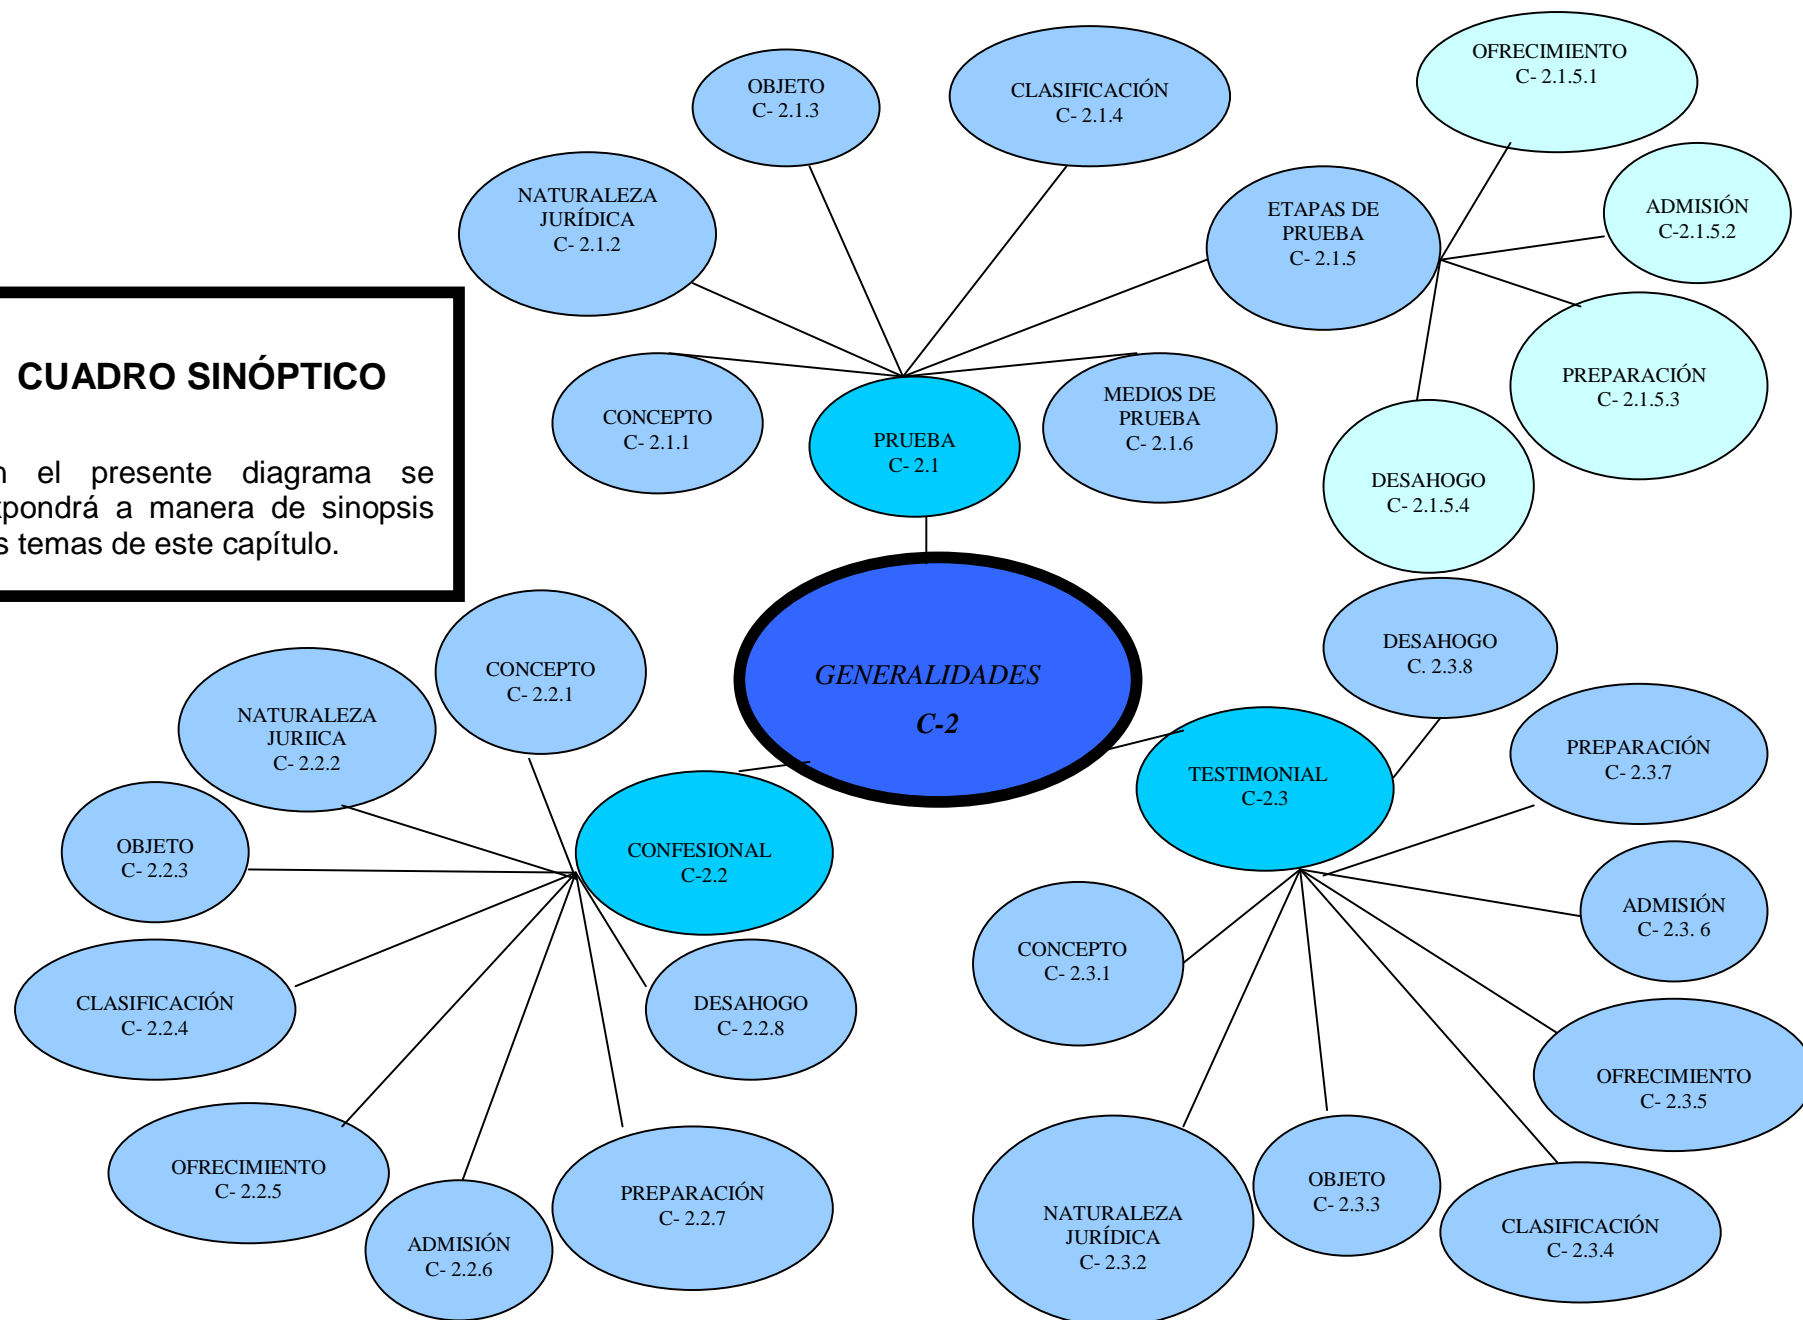 OFRECIMIENTO
C- 2.1.5.1
OBJETO
C- 2.1.3
CLASIFICACIÓN
C- 2.1.4
NATURALEZA
JURÍDICA
C- 2.1.2
ETAPAS DE
PRUEBA
C- 2.1.5
ADMISIÓN
C-2.1.5.2
CUADRO SINÓPTICO
n el presente diagrama se
xpondrá a manera de sinopsis
s temas de este capítulo.
CONCEPTO
C- 2.1.1
PRUEBA
C- 2.1
MEDIOS DE
PRUEBA
C- 2.1.6
PREPARACIÓN
C- 2.1.5.3
DESAHOGO
C- 2.1.5.4
GENERALIDADES
C-2
CONCEPTO
C- 2.2.1
NATURALEZA
JURIICA
C- 2.2.2
OBJETO
C- 2.2.3
CONFESIONAL
C-2.2
CLASIFICACIÓN
C- 2.2.4
DESAHOGO
C- 2.2.8
OFRECIMIENTO
C- 2.2.5
ADMISIÓN
C- 2.2.6
PREPARACIÓN
C- 2.2.7
DESAHOGO
C. 2.3.8
TESTIMONIAL
C-2.3
PREPARACIÓN
C- 2.3.7
ADMISIÓN
C- 2.3. 6
CONCEPTO
C- 2.3.1
OFRECIMIENTO
C- 2.3.5
NATURALEZA
JURÍDICA
C- 2.3.2
OBJETO
C- 2.3.3
CLASIFICACIÓN
C- 2.3.4